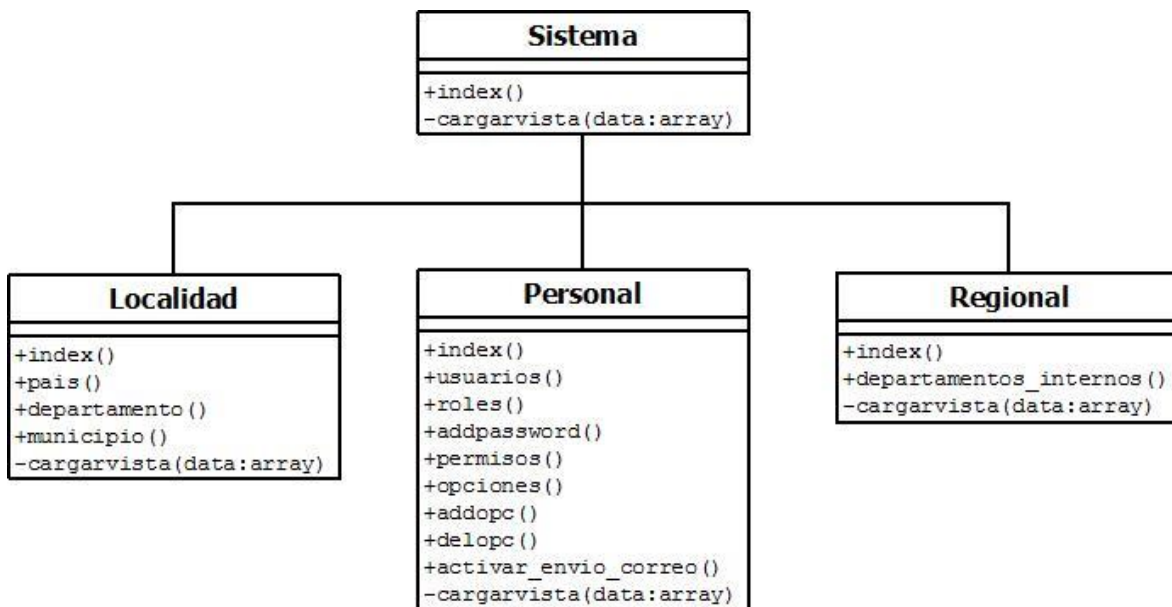 Sistema
+index()
-cargarvista(data:array)
Localidad
+index()
+pais()
+departamento()
+municipio()
-cargarvista(data:array)
Personal
+index()
+usuarios()
+roles()
+addpassword()
+permisos()
+opciones()
+addopc()
+delopc()
+activar_envio_correo()
-cargarvista(data:array)
Regional
+index()
+departamentos_internos()
-cargarvista(data:array)